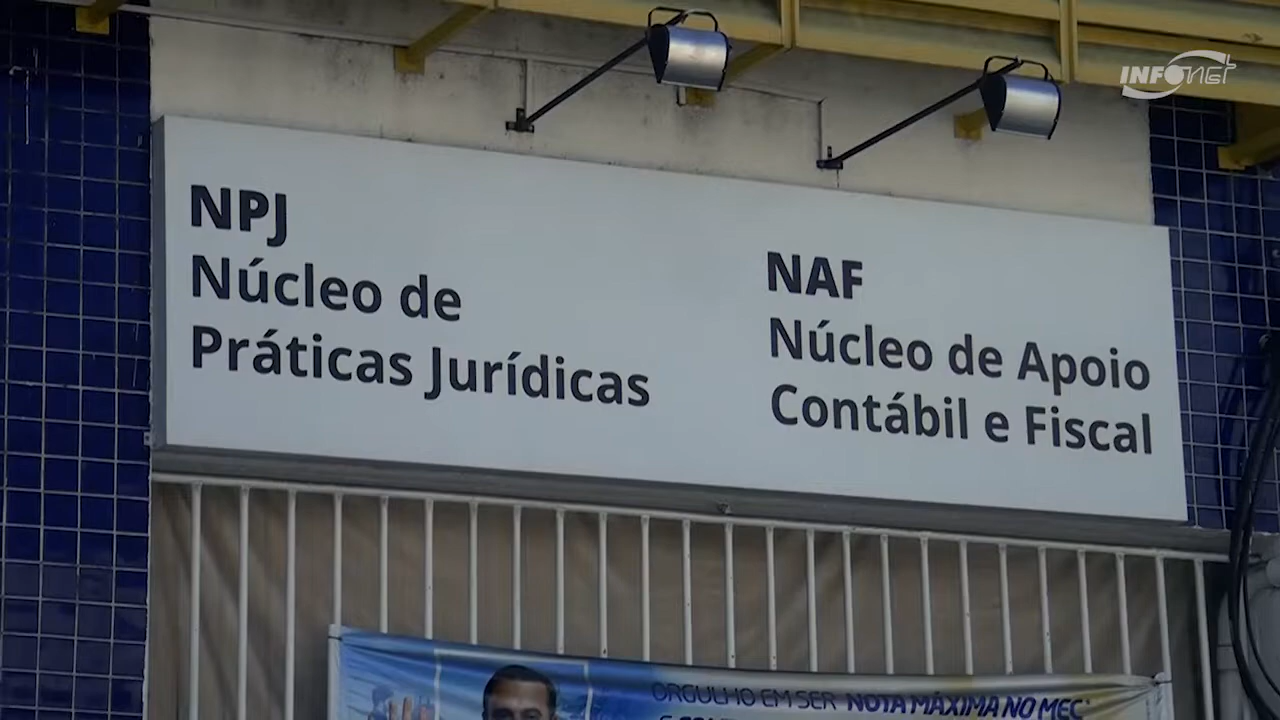 INFONET
NPJ
Núcleo de
Práticas Jurídicas
NAF
Núcleo de Apoio
Contábil e Fiscal
ORGULHO EM SER NOTA MÁXIMA NO MEC